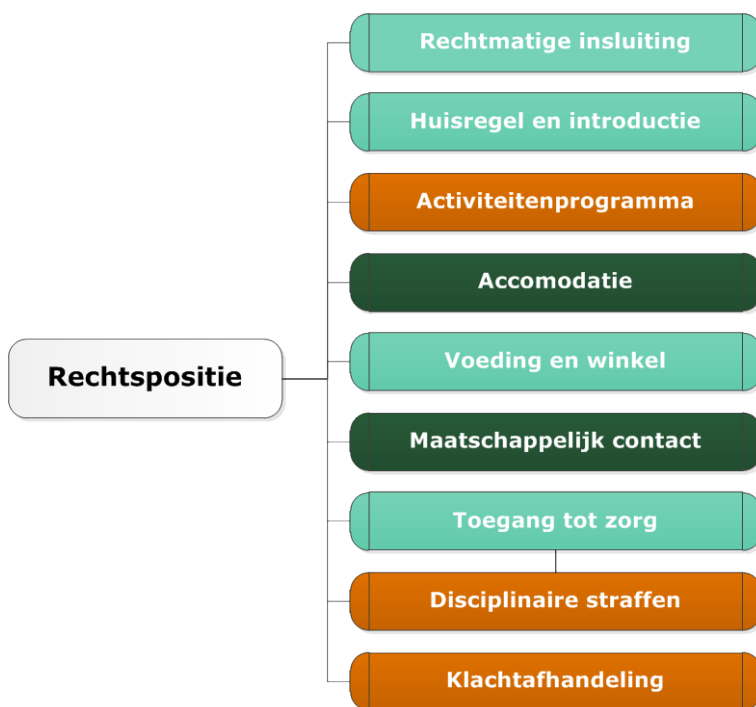 Rechtmatige insluiting
Huisregel en introductie
Activiteitenprogramma
Accomodatie
Rechtspositie
Voeding en winkel
Maatschappelijk contact
Toegang tot zorg
Disciplinaire straffen
Klachtafhandeling